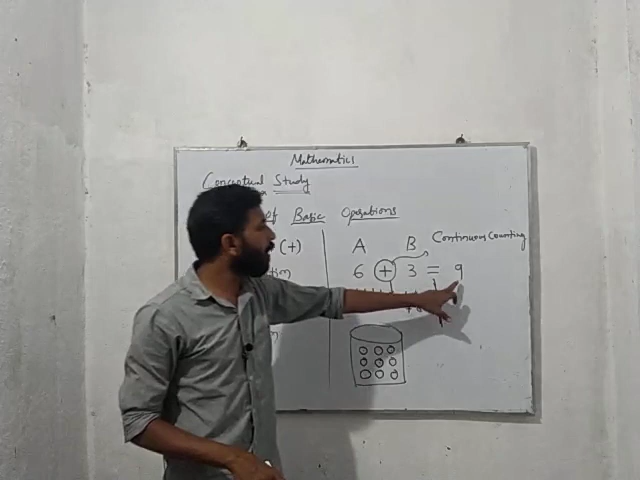 Mathematics
Conceptual Study
of Basic Operations
(+)
A B Continuous Counting
6 + 3 = 9